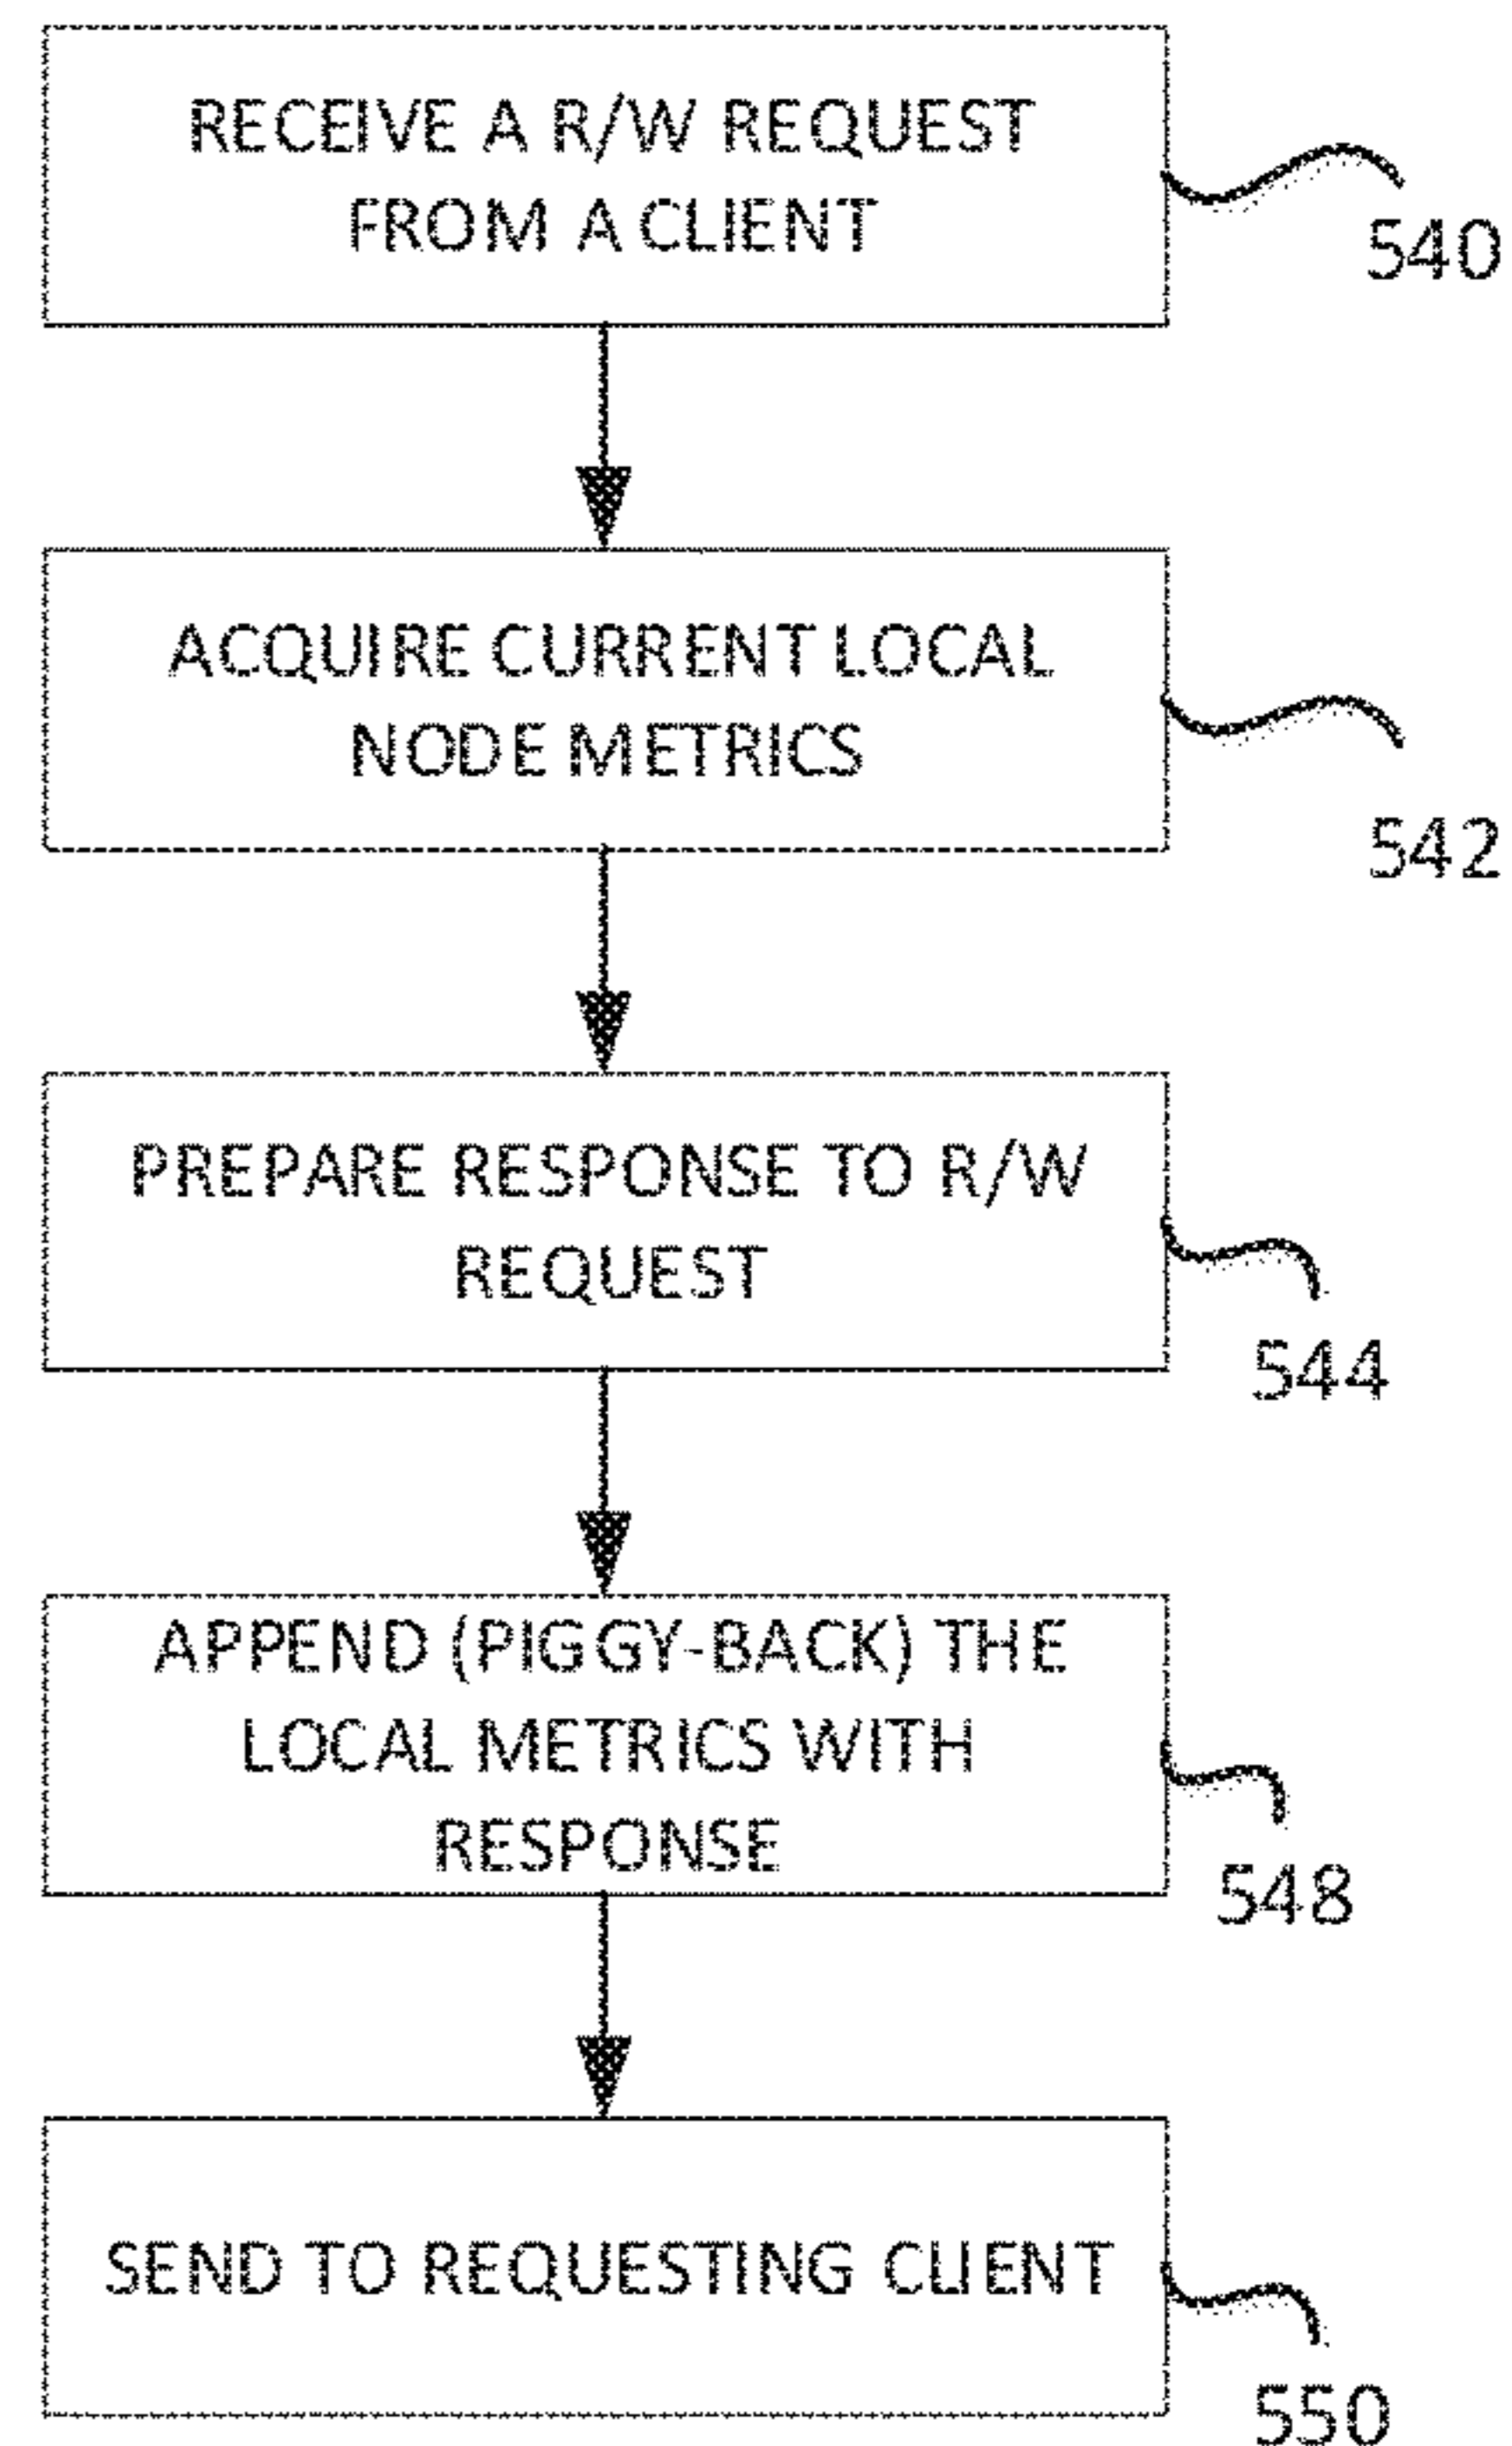 RECEIVE A R/W REQUEST
FROM A CLIENT
540
ACQUIRE CURRENT LOCAL
NODE METRICS
542
PREPARE RESPONSE TO R/W
REQUEST
544
APPEND (PIGGY-BACK) THE
LOCAL METRICS WITH
RESPONSE
548
SEND TO REQUESTING CLIENT
550